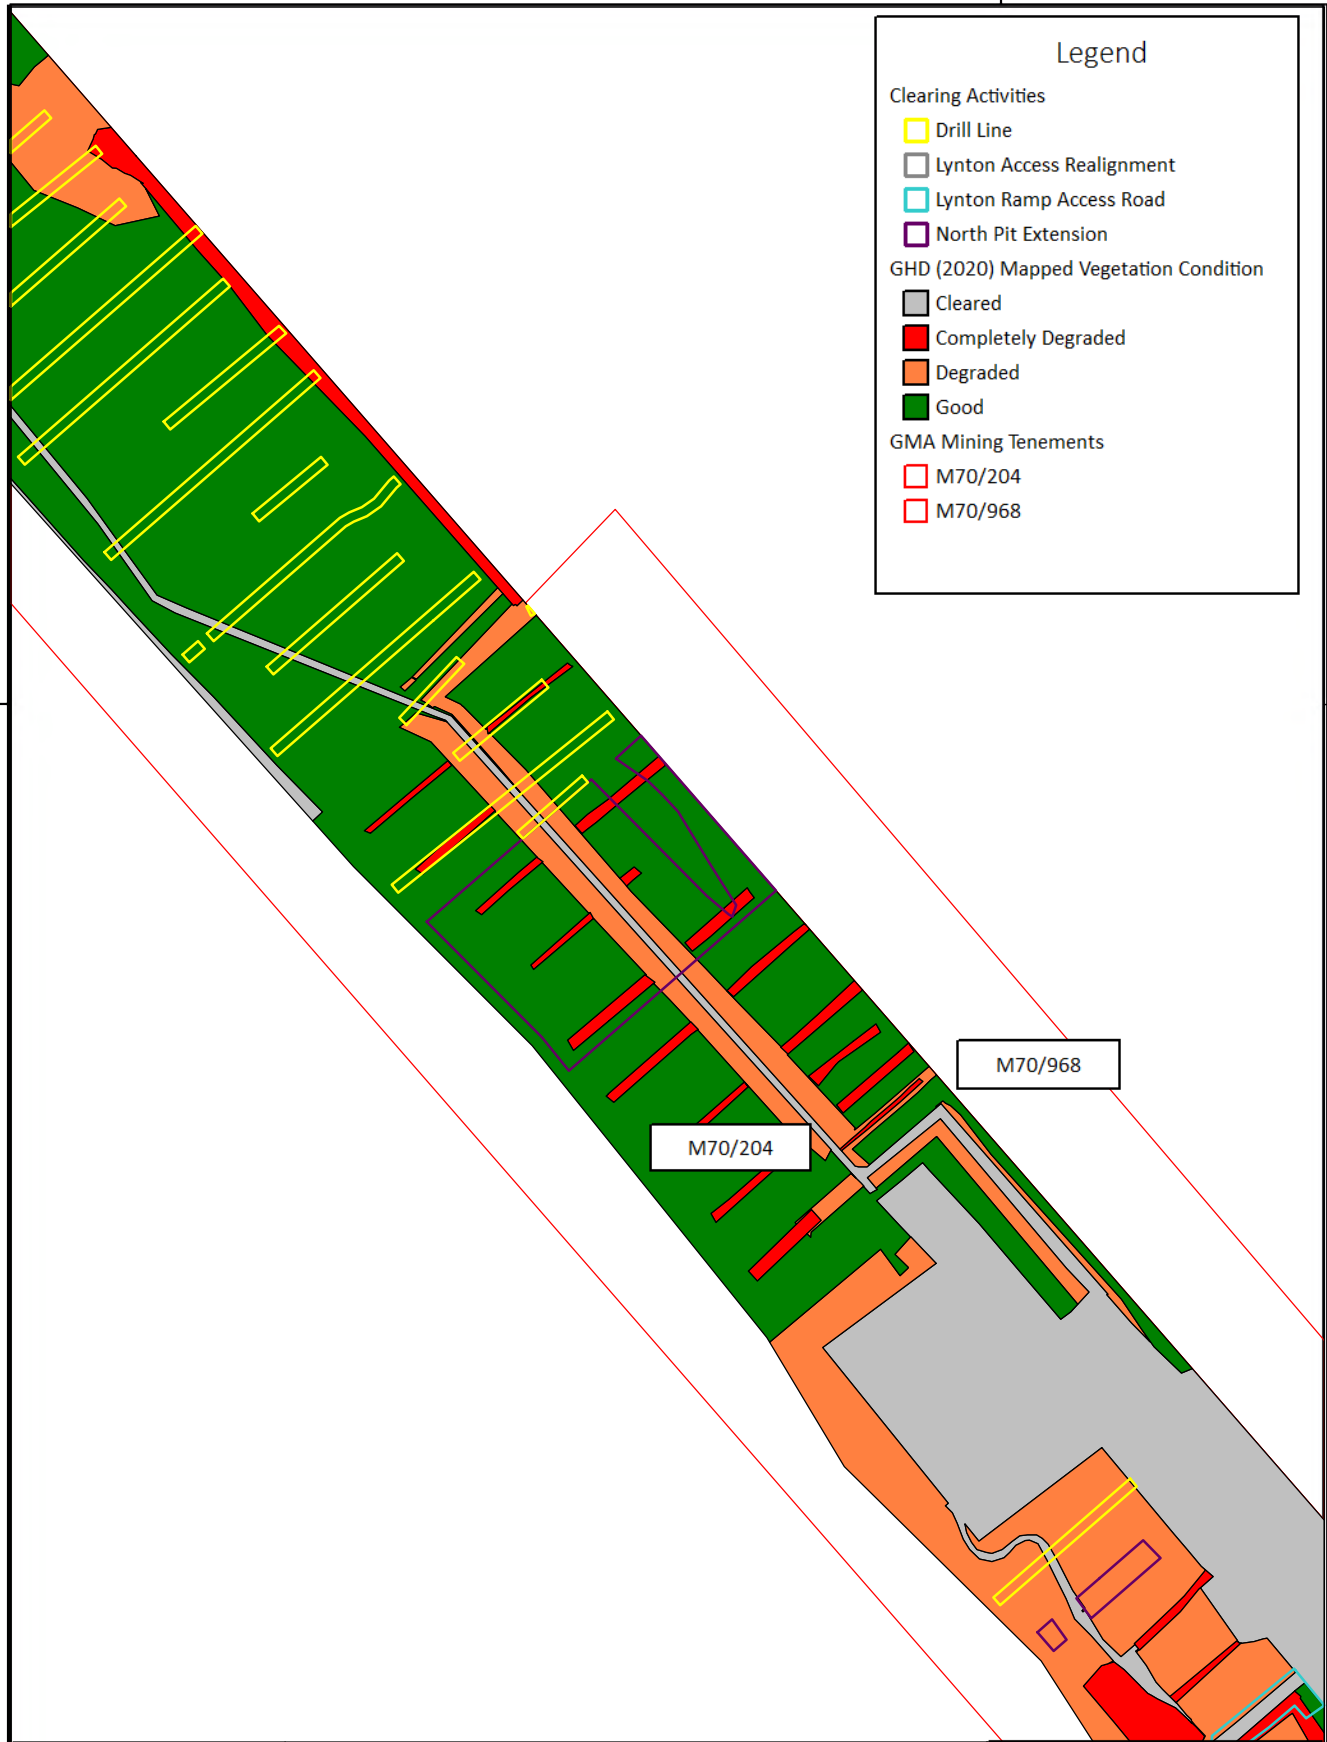 Legend
Clearing Activities
Drill Line
Lynton Access Realignment
Lynton Ramp Access Road
North Pit Extension
GHD (2020) Mapped Vegetation Condition
Cleared
Completely Degraded
Degraded
Good
GMA Mining Tenements
M70/204
M70/968
M70/968
M70/204